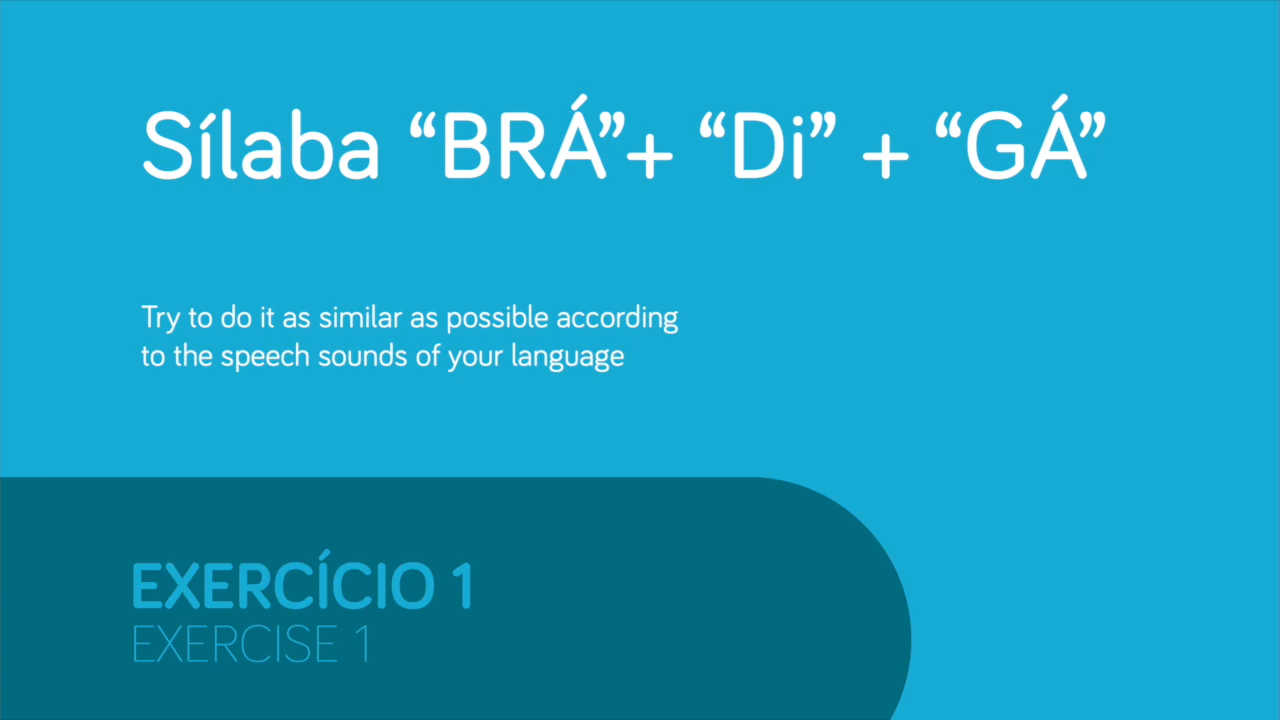 Sílaba “BRÁ”+ “Di” + “GÁ”
Try to do it as similar as possible according
to the speech sounds of your language
EXERCÍCIO 1
EXERCISE 1